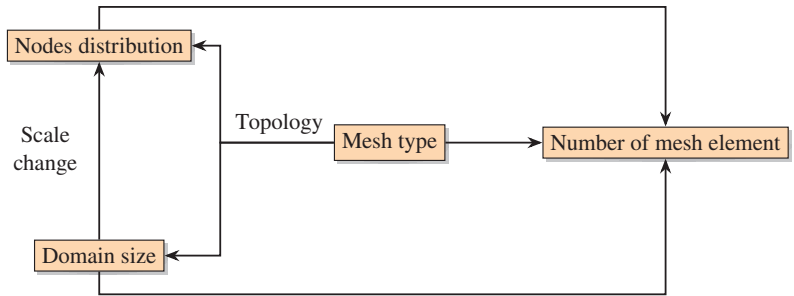 Nodes distribution
Topology
Scale
change
Mesh type
Number of mesh element
Domain size